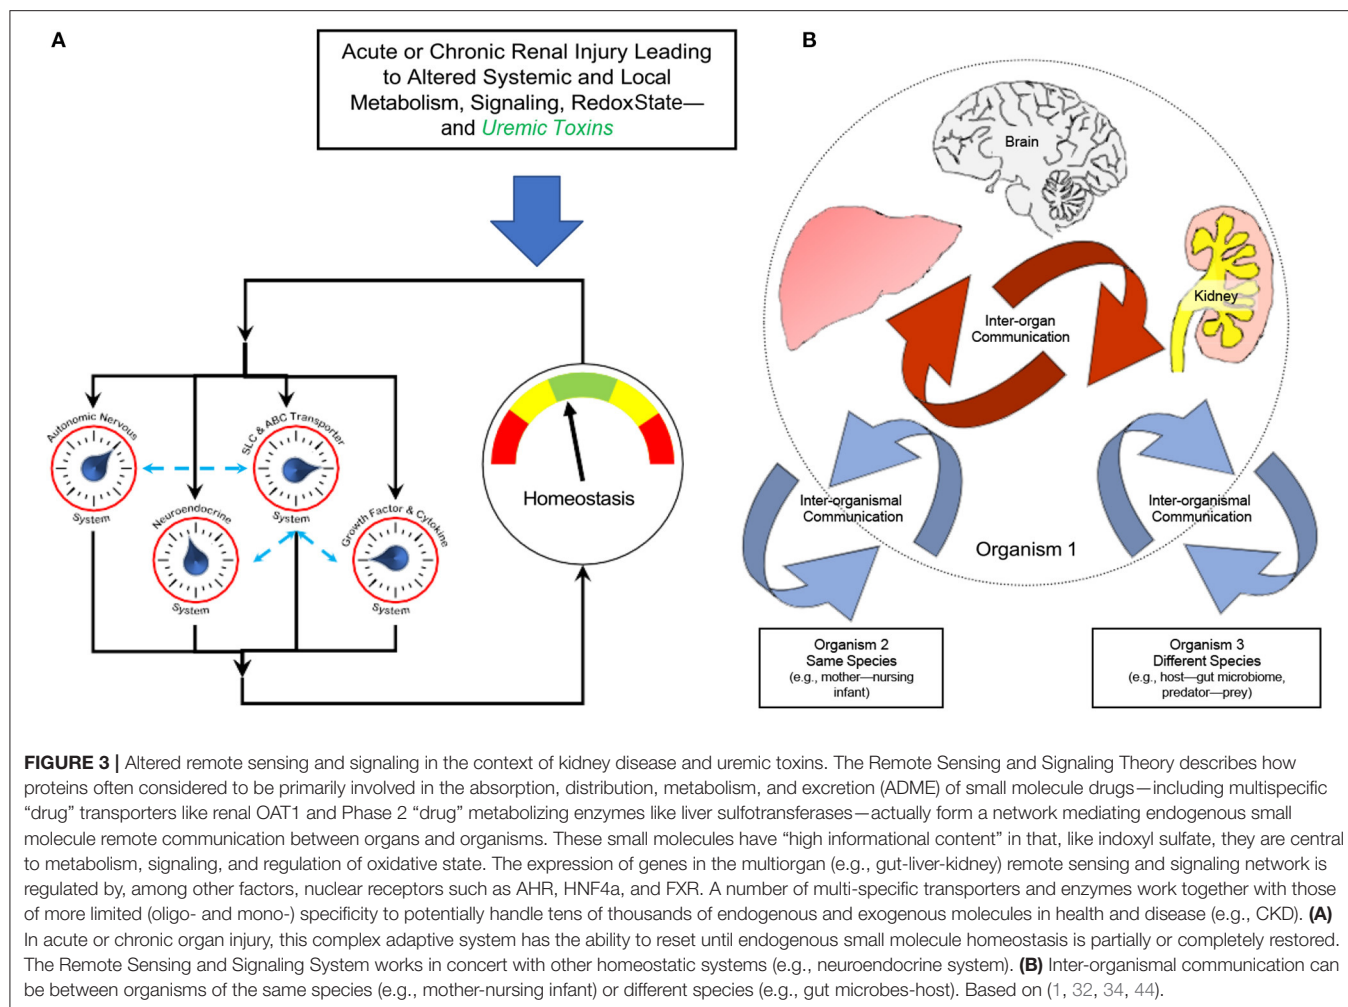 A
Acute or Chronic Renal Injury Leading
to Altered Systemic and Local
Metabolism, Signaling, RedoxState—
and Uremic Toxins
Autonomic Nervous
System
SLC & ABC Transporter
System
Neuroendocrine
System
Growth Factor & Cytokine
System
Homeostasis
B
Brain
Kidney
Inter-organ
Communication
Inter-organismal
Communication
Inter-organismal
Communication
Organism 1
Organism 2
Same Species
(e.g., mother—nursing
infant)
Organism 3
Different Species
(e.g., host—gut microbiome,
predator—prey)
FIGURE 3 | Altered remote sensing and signaling in the context of kidney disease and uremic toxins. The Remote Sensing and Signaling Theory describes how
proteins often considered to be primarily involved in the absorption, distribution, metabolism, and excretion (ADME) of small molecule drugs—including multispecific
“drug” transporters like renal OAT1 and Phase 2 “drug” metabolizing enzymes like liver sulfotransferases—actually form a network mediating endogenous small
molecule remote communication between organs and organisms. These small molecules have “high informational content” in that, like indoxyl sulfate, they are central
to metabolism, signaling, and regulation of oxidative state. The expression of genes in the multiorgan (e.g., gut-liver-kidney) remote sensing and signaling network is
regulated by, among other factors, nuclear receptors such as AHR, HNF4a, and FXR. A number of multi-specific transporters and enzymes work together with those
of more limited (oligo- and mono-) specificity to potentially handle tens of thousands of endogenous and exogenous molecules in health and disease (e.g., CKD). (A)
In acute or chronic organ injury, this complex adaptive system has the ability to reset until endogenous small molecule homeostasis is partially or completely restored.
The Remote Sensing and Signaling System works in concert with other homeostatic systems (e.g., neuroendocrine system). (B) Inter-organismal communication can
be between organisms of the same species (e.g., mother-nursing infant) or different species (e.g., gut microbes-host). Based on (1, 32, 34, 44).